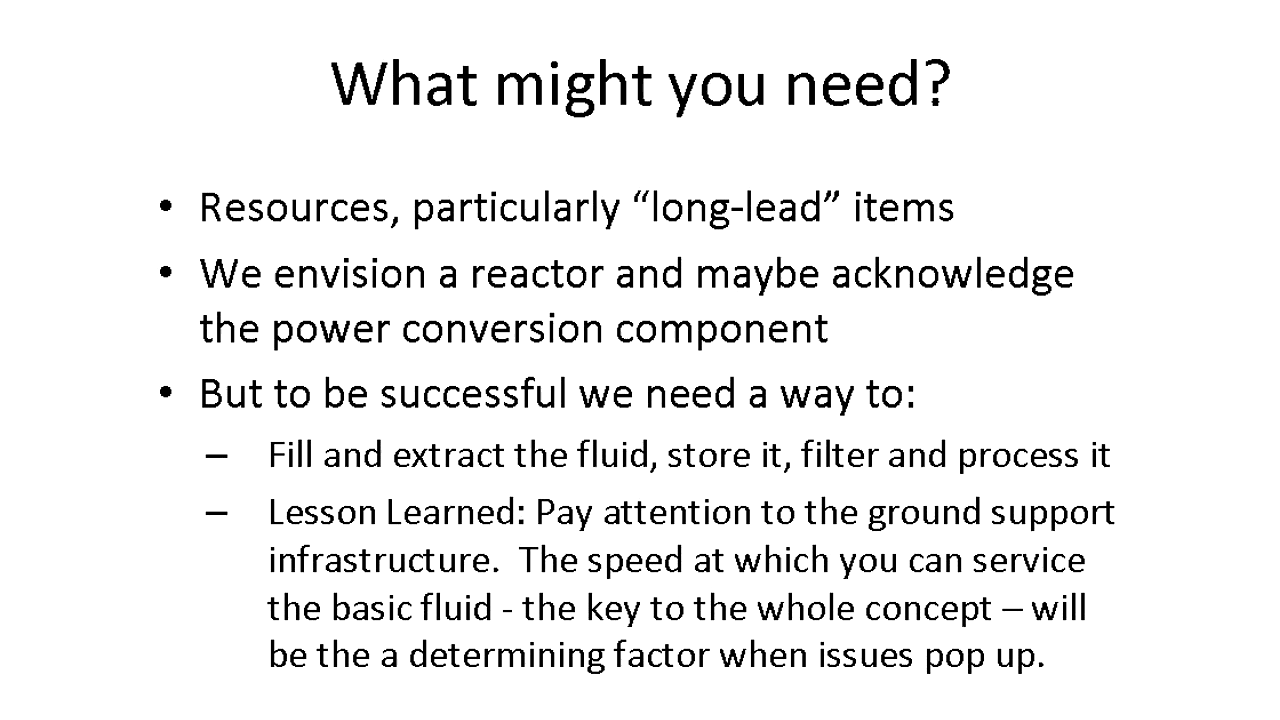 What might you need?
• Resources, particularly “long-lead” items
• We envision a reactor and maybe acknowledge
the power conversion component
• But to be successful we need a way to:
– Fill and extract the fluid, store it, filter and process it
– Lesson Learned: Pay attention to the ground support
infrastructure.  The speed at which you can service
the basic fluid - the key to the whole concept – will
be the a determining factor when issues pop up.